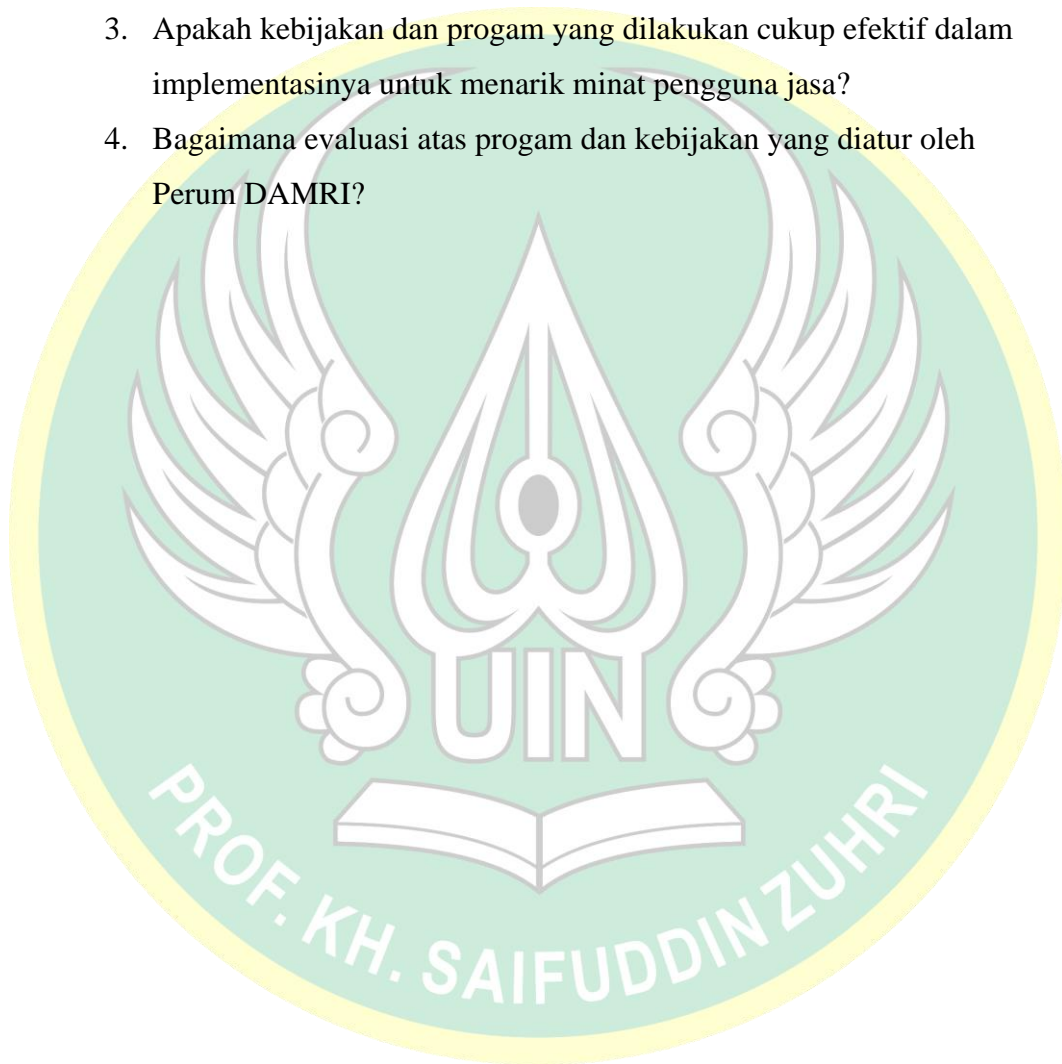 3. Apakah kebijakan dan progam yang dilakukan cukup efektif dalam
implementasinya untuk menarik minat pengguna jasa?
4. Bagaimana evaluasi atas progam dan kebijakan yang diatur oleh
Perum DAMRI?
UIN
PROF. KH. SAIFUDDIN ZUHRI